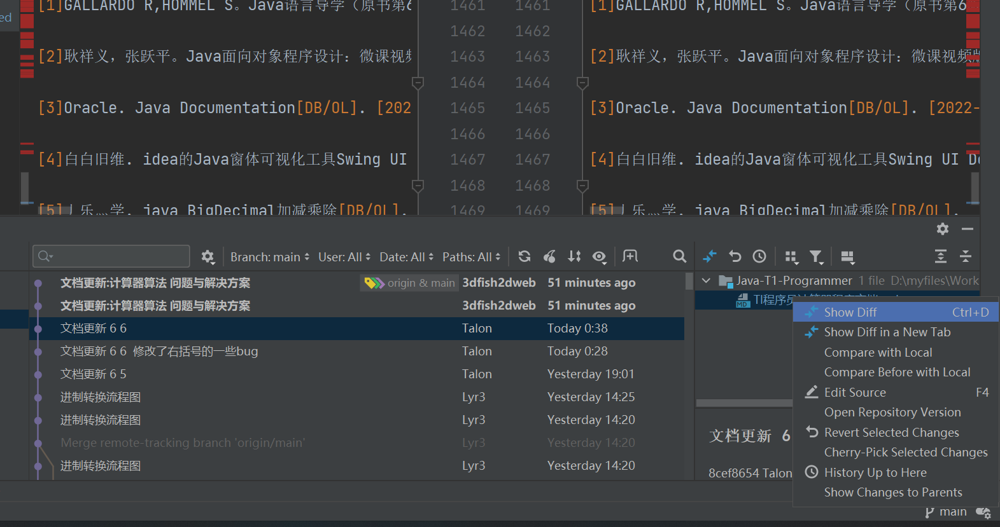 ed
[1]GALLARDO R,HOMMEL S。Java语言导学（原书第6 1461 1461 [1]GALLARDO R,HOMMEL S。Java语言导学（原书第6
1462 1462
[2]耿祥义，张跃平。Java面向对象程序设计：微课视频 1463 1463 [2]耿祥义，张跃平。Java面向对象程序设计：微课视频版
1464 1464
[3]Oracle. Java Documentation[DB/OL]. [202 1465 1465 [3]Oracle. Java Documentation[DB/OL]. [2022-
1466 1466
[4]白白旧维. idea的Java窗体可视化工具Swing UI 1467 1467 [4]白白旧维. idea的Java窗体可视化工具Swing UI De
1468 1468
[5] 乐灬学. java BigDecimal加减乘除[DB/OL]. 1469 1469 [5] 乐灬学. java BigDecimal加减乘除[DB/OL].
Branch: main User: All Date: All Paths: All
文档更新:计算器算法 问题与解决方案 origin & main 3dfish2dweb 51 minutes ago
文档更新:计算器算法 问题与解决方案 3dfish2dweb 51 minutes ago
文档更新 6 6 Talon Today 0:38
文档更新 6 6 修改了右括号的一些bug Talon Today 0:28
文档更新 6 5 Talon Yesterday 19:01
进制转换流程图 Lyr3 Yesterday 14:25
进制转换流程图 Lyr3 Yesterday 14:20
Merge remote-tracking branch 'origin/main' Lyr3 Yesterday 14:20
进制转换流程图 Lyr3 Yesterday 14:20
Java-T1-Programmer 1 file D:\myfiles\Work
MD TI程序员计算器程序文档
文档更新 6
8cef8654 Talon
Show Diff Ctrl+D
Show Diff in a New Tab
Compare with Local
Compare Before with Local
Edit Source F4
Open Repository Version
Revert Selected Changes
Cherry-Pick Selected Changes
History Up to Here
Show Changes to Parents
main